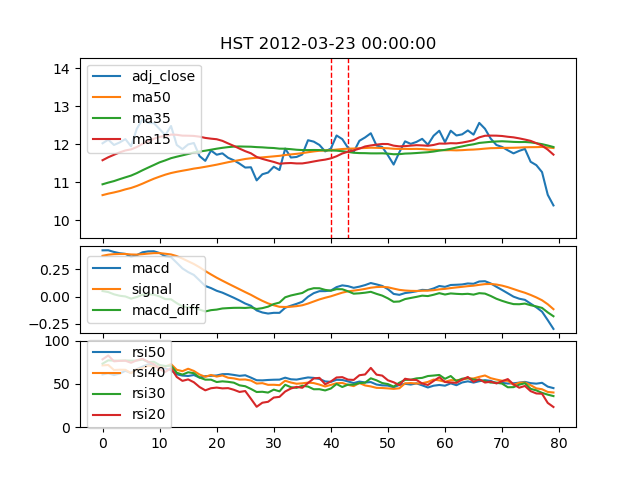 HST 2012-03-23 00:00:00
14
13
12
11
10
adj_close
ma50
ma35
ma15
0.25
0.00
−0.25
macd
signal
macd_diff
100
50
0
rsi50
rsi40
rsi30
rsi20
0 10 20 30 40 50 60 70 80